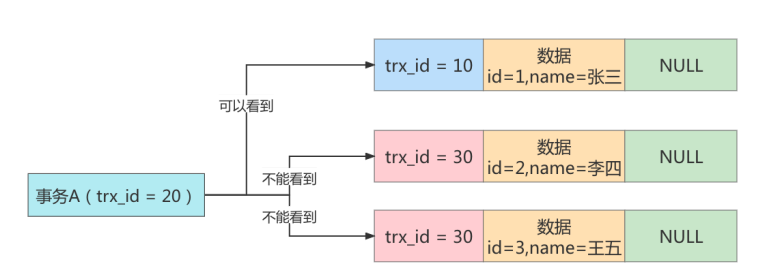 trx_id = 10
数据
id=1,name=张三
NULL
可以看到
trx_id = 30
数据
id=2,name=李四
NULL
不能看到
事务A（trx_id = 20）
不能看到
trx_id = 30
数据
id=3,name=王五
NULL